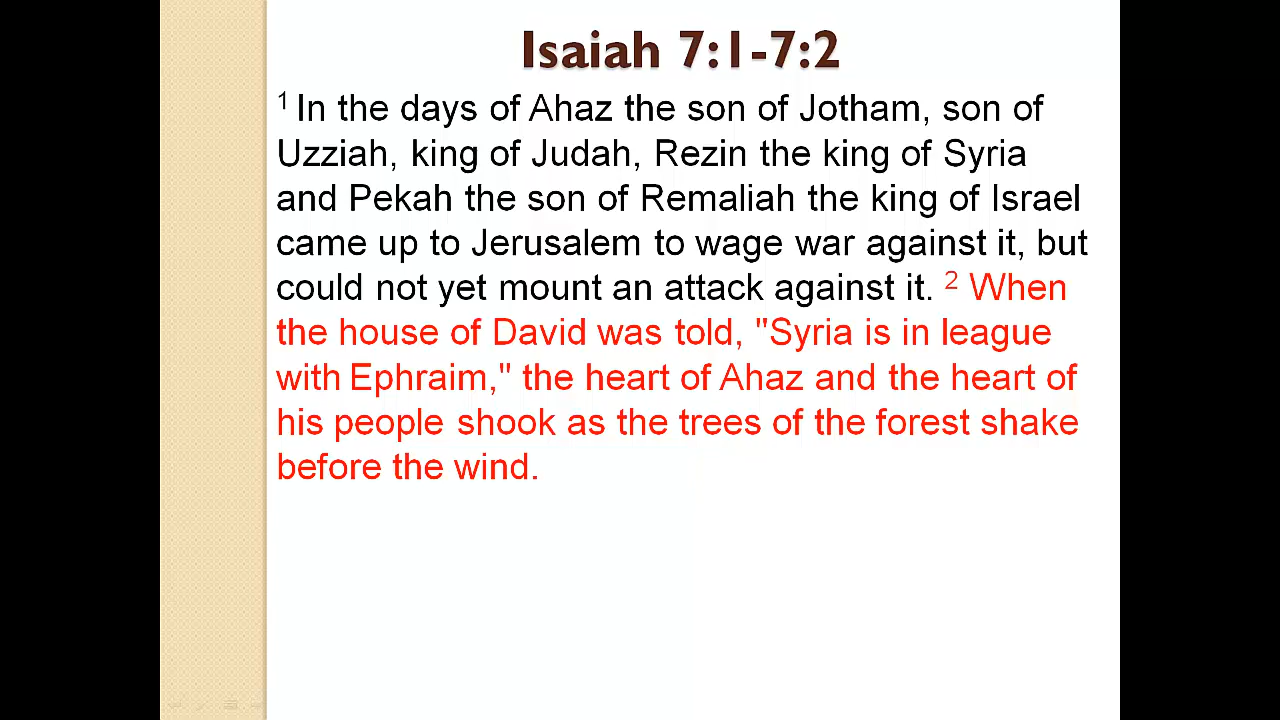 Isaiah 7:1-7:2
1 In the days of Ahaz the son of Jotham, son of
Uzziah, king of Judah, Rezin the king of Syria
and Pekah the son of Remaliah the king of Israel
came up to Jerusalem to wage war against it, but
could not yet mount an attack against it. 2 When
the house of David was told, "Syria is in league
with Ephraim," the heart of Ahaz and the heart of
his people shook as the trees of the forest shake
before the wind.